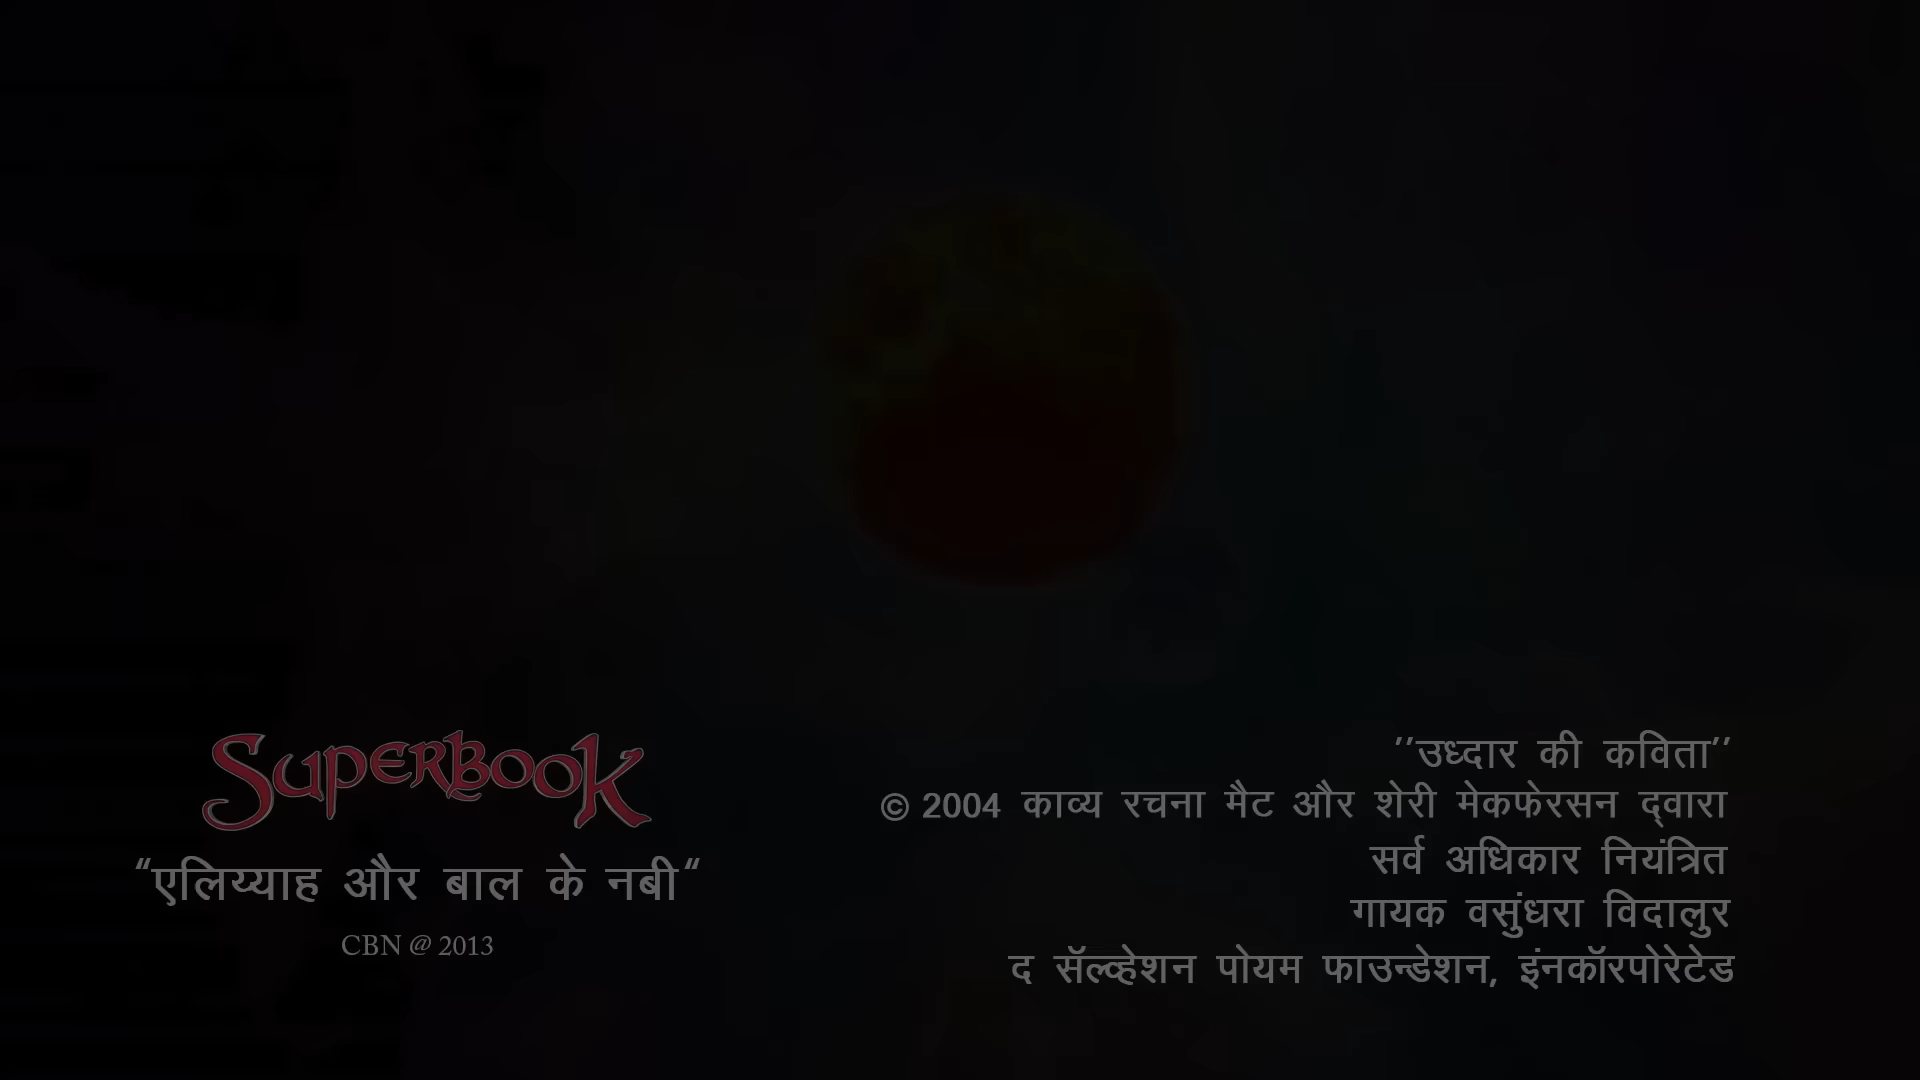 SUPERBOOK
“एलिय्याह और बाल के नबी“
CBN @ 2013
’’उध्दार की कविता’’
© 2004 काव्य रचना मैट और शेरी मेकफेरसन द्‌वारा
सर्व अधिकार नियंत्रित
गायक वसुंधरा विदालुर
द सॅल्व्हेशन पोयम फाउन्डेशन, इंनकॉरपोरेटेड